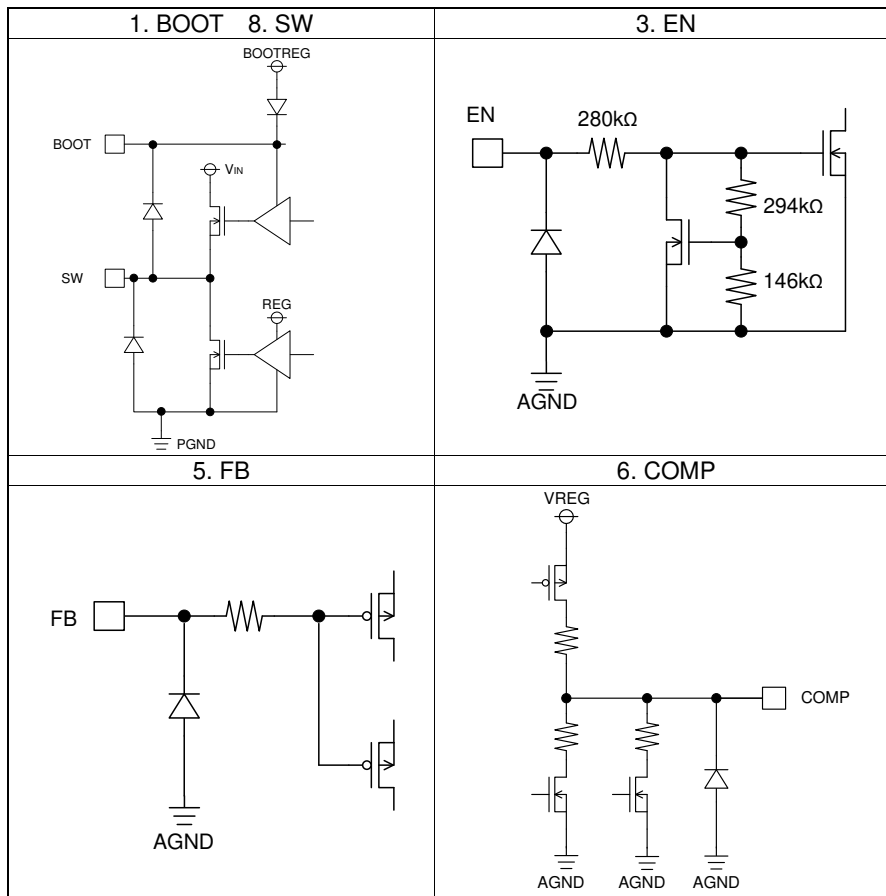 1. BOOT 8. SW
BOOTREG
BOOT
VIN
SW
REG
PGND
3. EN
EN
280kΩ
294kΩ
146kΩ
AGND
5. FB
FB
AGND
6. COMP
VREG
COMP
AGND AGND AGND